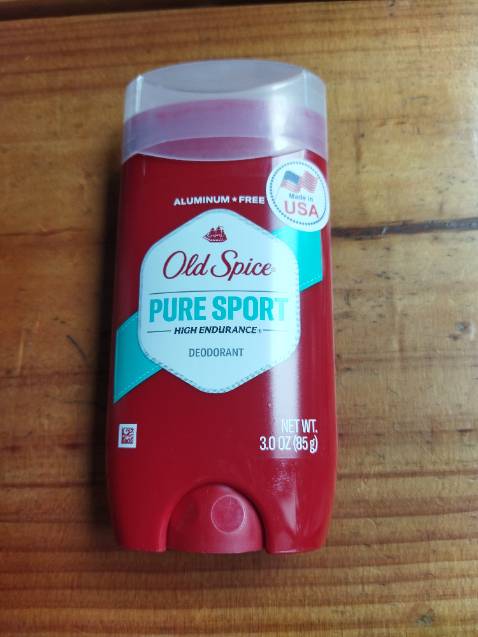 ALUMINUM★FREE
Made in
USA
Old Spice
PURE SPORT
HIGH ENDURANCE
DEODORANT
NET WT.
3.0 OZ (85 g)